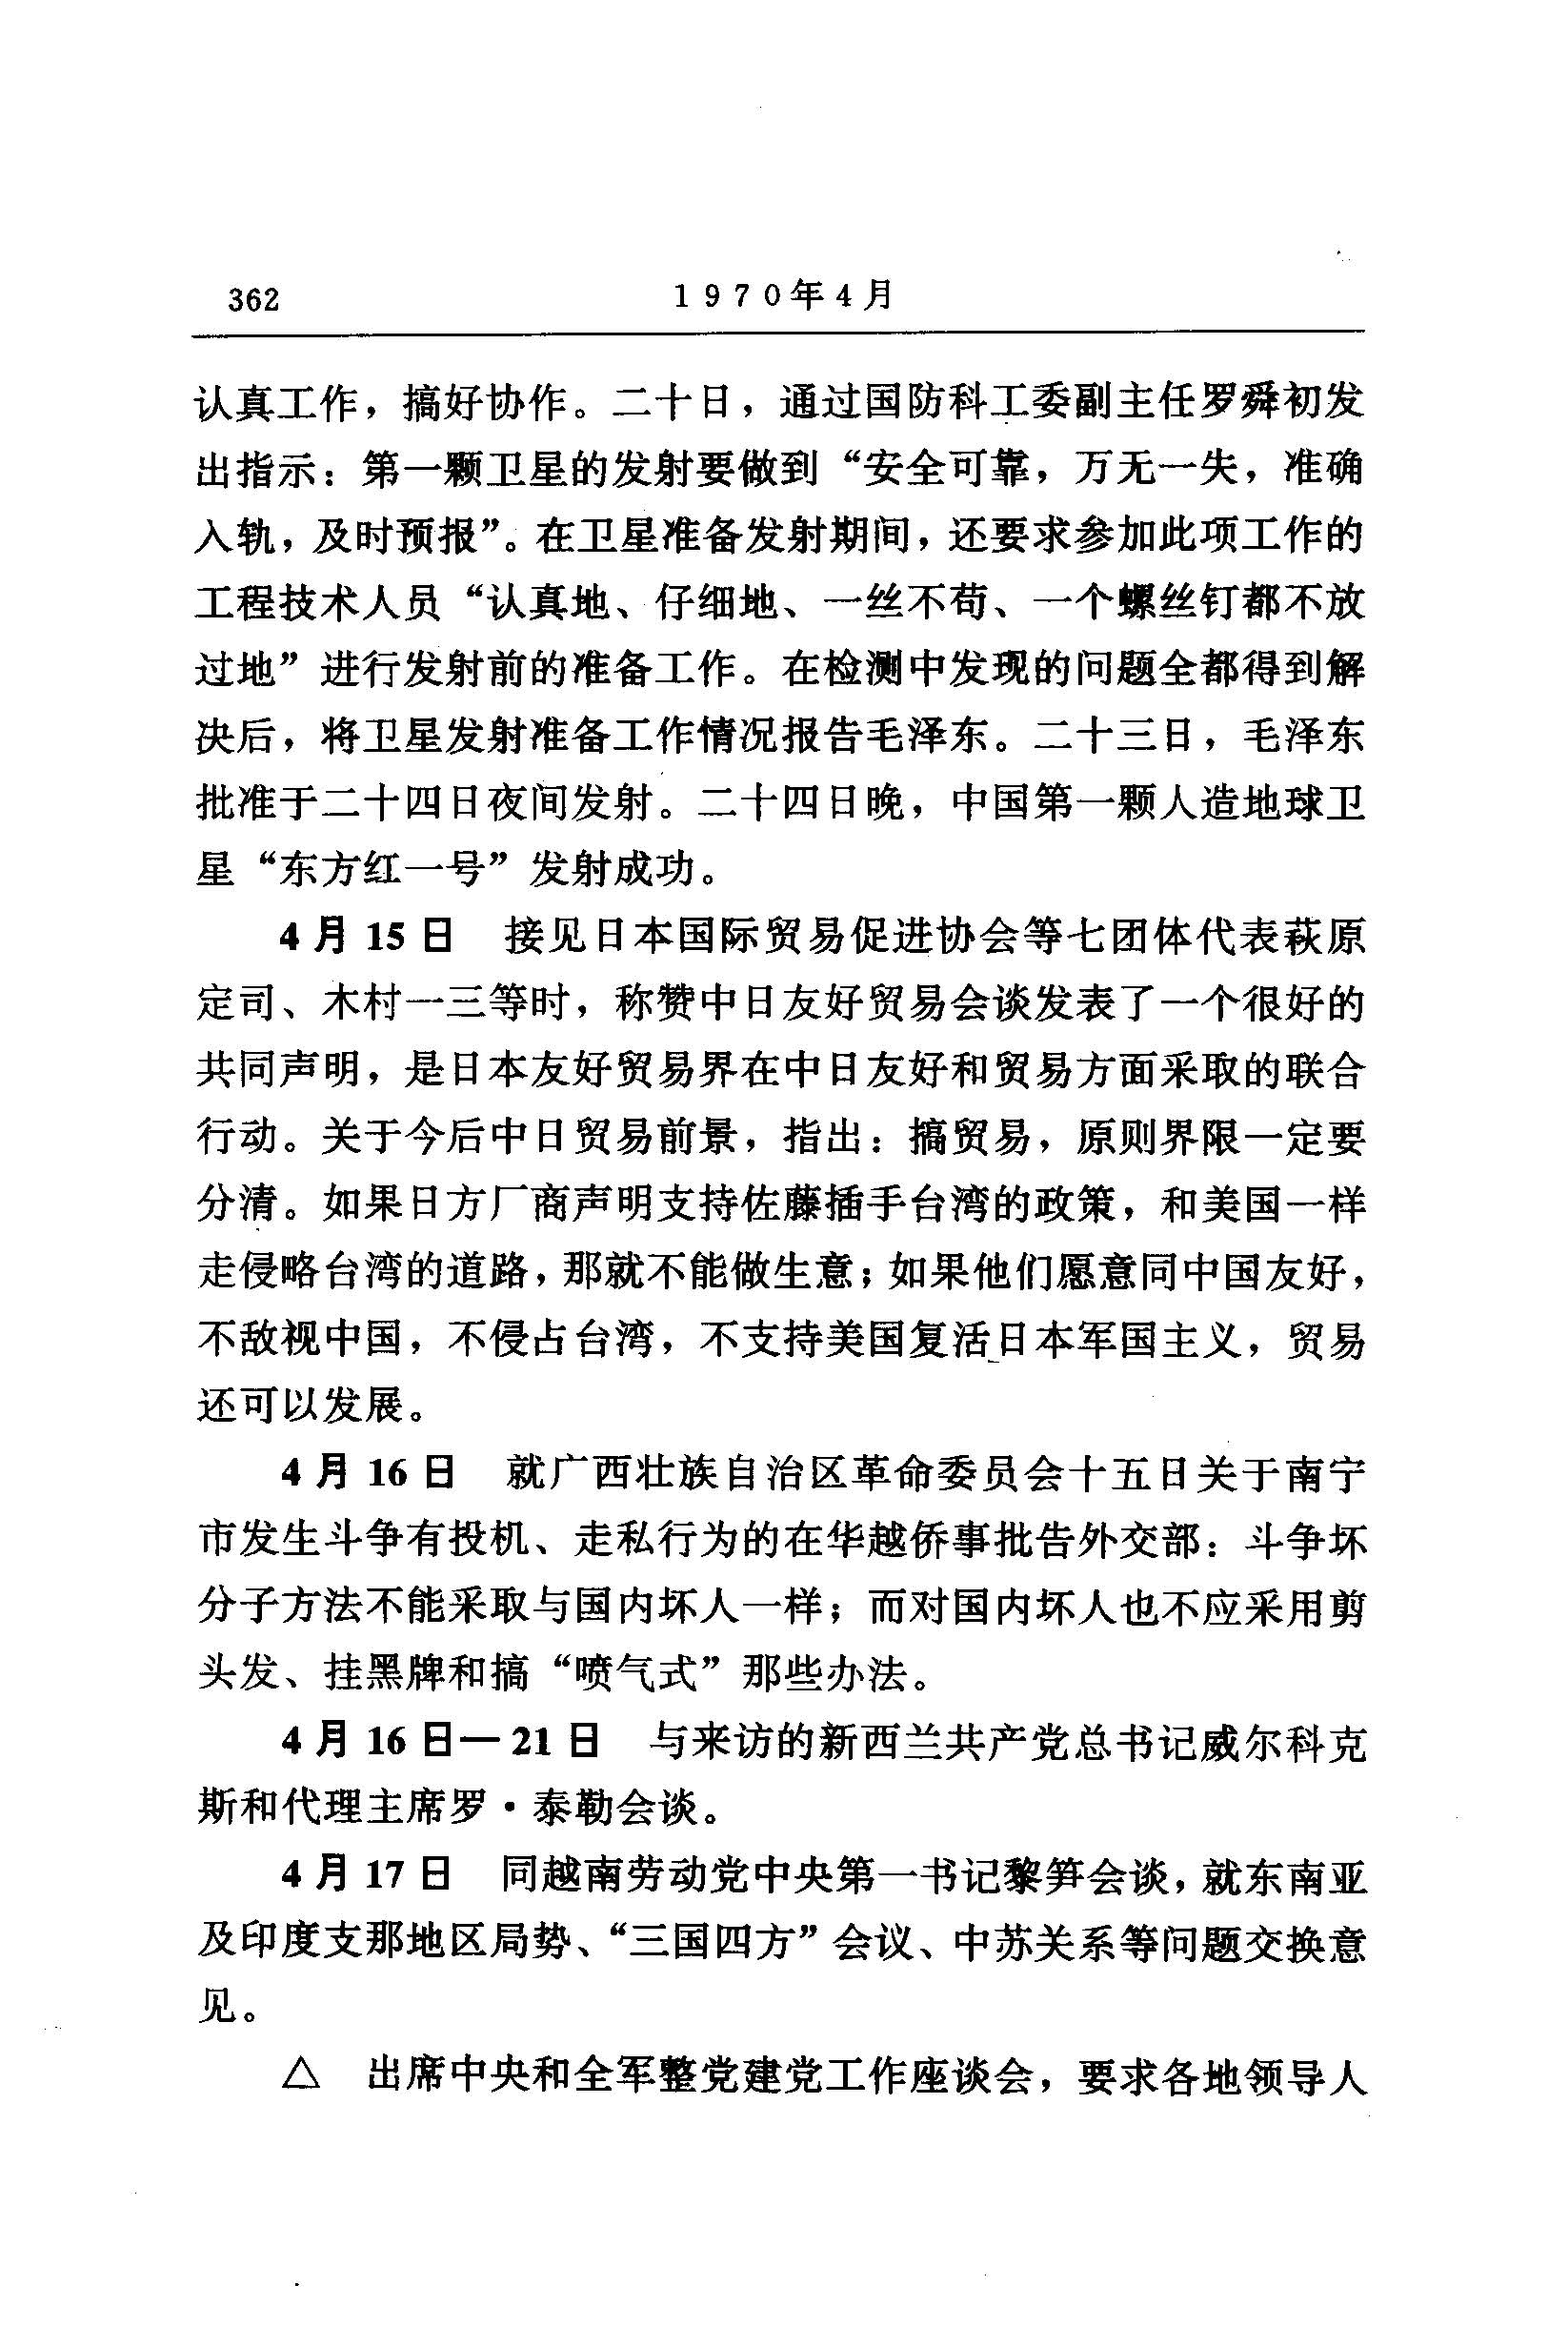 362 1970年4月
认真工作，搞好协作。二十日，通过国防科工委副主任罗舜初发
出指示：第一颗卫星的发射要做到“安全可靠，万无一失，准确
入轨，及时预报”。在卫星准备发射期间，还要求参加此项工作的
工程技术人员“认真地、仔细地、一丝不苟、一个螺丝钉都不放
过地”进行发射前的准备工作。在检测中发现的问题全都得到解
决后，将卫星发射准备工作情况报告毛泽东。二十三日，毛泽东
批准于二十四日夜间发射。二十四日晚，中国第一颗人造地球卫
星“东方红一号”发射成功。
4月15日　接见日本国际贸易促进协会等七团体代表萩原
定司、木村一三等时，称赞中日友好贸易会谈发表了一个很好的
共同声明，是日本友好贸易界在中日友好和贸易方面采取的联合
行动。关于今后中日贸易前景，指出：搞贸易，原则界限一定要
分清。如果日方厂商声明支持佐藤插手台湾的政策，和美国一样
走侵略台湾的道路，那就不能做生意；如果他们愿意同中国友好，
不敌视中国，不侵占台湾，不支持美国复活日本军国主义，贸易
还可以发展。
4月16日　就广西壮族自治区革命委员会十五日关于南宁
市发生斗争有投机、走私行为的在华越侨事批告外交部：斗争坏
分子方法不能采取与国内坏人一样；而对国内坏人也不应采用剪
头发、挂黑牌和搞“喷气式”那些办法。
4月16日—21日　与来访的新西兰共产党总书记威尔科克
斯和代理主席罗·泰勒会谈。
4月17日　同越南劳动党中央第一书记黎笋会谈，就东南亚
及印度支那地区局势、“三国四方”会议、中苏关系等问题交换意
见。
△　出席中央和全军整党建党工作座谈会，要求各地领导人